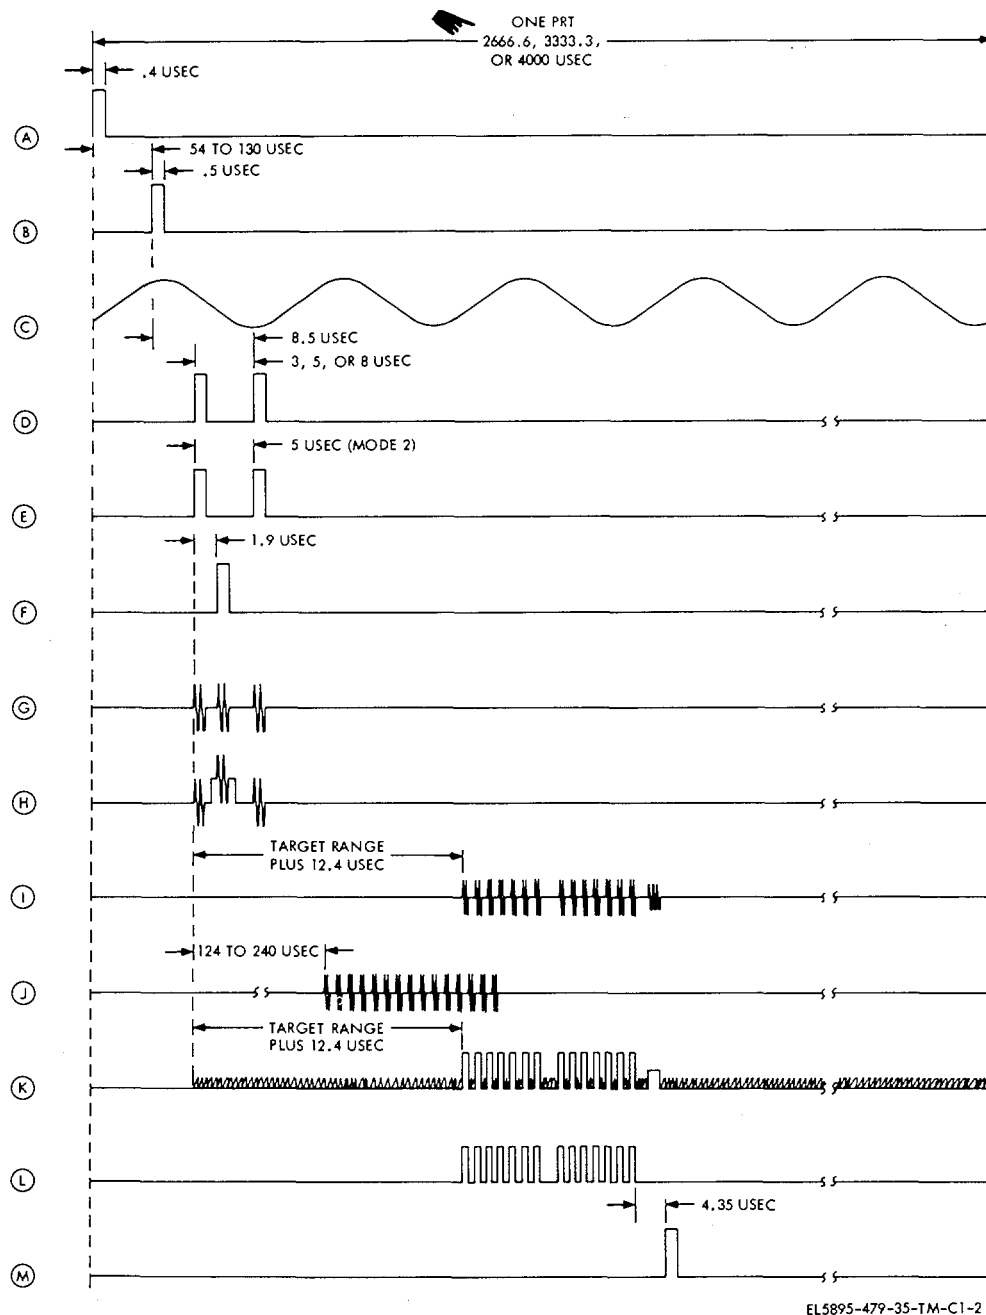 ONE PRT
2666.6, 3333.3,
OR 4000 USEC
.4 USEC
A
54 TO 130 USEC
.5 USEC
B
C
8.5 USEC
3, 5, OR 8 USEC
D
5 USEC (MODE 2)
E
1.9 USEC
F
G
H
TARGET RANGE
PLUS 12.4 USEC
I
124 TO 240 USEC
J
TARGET RANGE
PLUS 12.4 USEC
K
L
4.35 USEC
M
EL5895-479-35-TM-C1-2